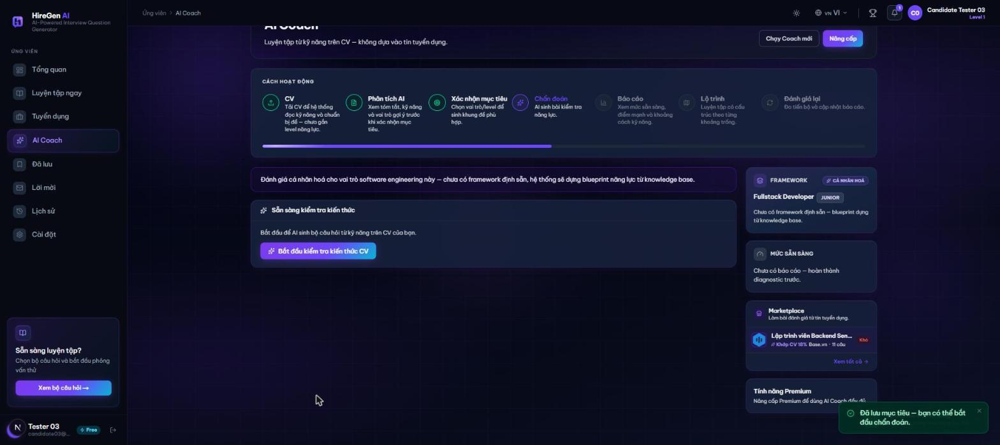 HireGen AI
AI-Powered Interview Question
Generator
Ứng viên > AI Coach
VN VI
1
C0
Candidate Tester 03
Level 1
ỨNG VIÊN
Tổng quan
Luyện tập ngay
Tuyển dụng
AI Coach
Đã lưu
Lời mời
Lịch sử
Cài đặt
Sẵn sàng luyện tập?
Chọn bộ câu hỏi và bắt đầu phỏng
vấn thử
Xem bộ câu hỏi →
N
Tester 03
candidate03@...
Free
AI Coach
Luyện tập từ kỹ năng trên CV — không dựa vào tin tuyển dụng.
Chạy Coach mới
Nâng cấp
CÁCH HOẠT ĐỘNG
CV
Tải CV để hệ thống
đọc kỹ năng và chuẩn
bị đề — chưa gắn
level năng lực.
Phân tích AI
Xem tóm tắt, kỹ năng
và vai trò gợi ý trước
khi xác nhận mục
tiêu.
Xác nhận mục tiêu
Chọn vai trò/level để
sinh khung đề phù
hợp.
Chẩn đoán
AI sinh bài kiểm tra
năng lực.
Báo cáo
Xem mức sẵn sàng,
điểm mạnh và khoảng
cách kỹ năng.
Lộ trình
Luyện tập có cấu
trúc theo từng
khoảng trống.
Đánh giá lại
Đo tiến bộ và cập nhật báo cáo.
Đánh giá cá nhân hoá cho vai trò software engineering này — chưa có framework định sẵn, hệ thống sẽ dựng blueprint năng lực từ knowledge base.
Sẵn sàng kiểm tra kiến thức
Bắt đầu để AI sinh bộ câu hỏi từ kỹ năng trên CV của bạn.
Bắt đầu kiểm tra kiến thức CV
FRAMEWORK
CÁ NHÂN HOÁ
Fullstack Developer
JUNIOR
Chưa có framework định sẵn — blueprint dựng
từ knowledge base.
MỨC SẴN SÀNG
Chưa có báo cáo — hoàn thành
diagnostic trước.
Marketplace
Làm bài đánh giá từ tin tuyển dụng.
Lập trình viên Backend Sen...
// Khớp CV 18% Base.vn · 11 câu
Khó
Xem tất cả →
Tính năng Premium
Nâng cấp Premium để dùng AI Coach đầy đủ
Đã lưu mục tiêu — bạn có thể bắt
đầu chẩn đoán.